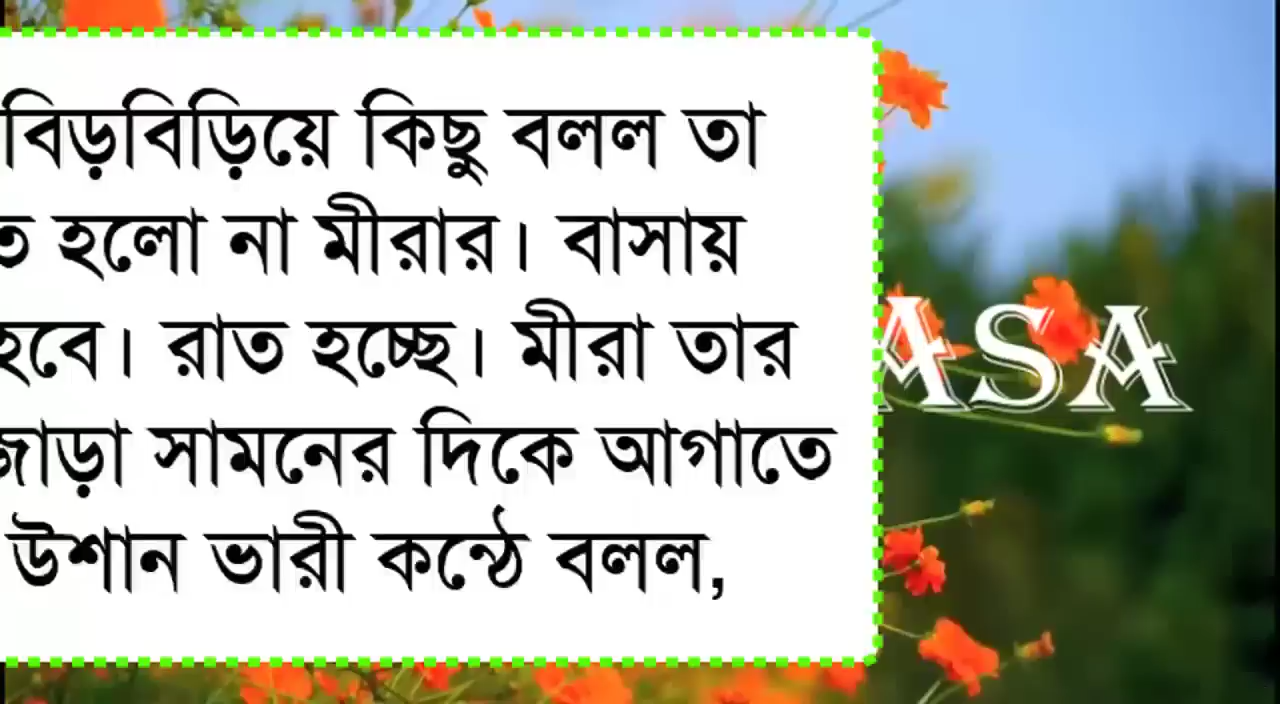 বিড়বিড়িয়ে কিছু বলল তা
হলো না মীরার। বাসায়
হবে। রাত হচ্ছে। মীরা তার
সামনের দিকে আগাতে
উশান ভারী কন্ঠে বলল,
ASA